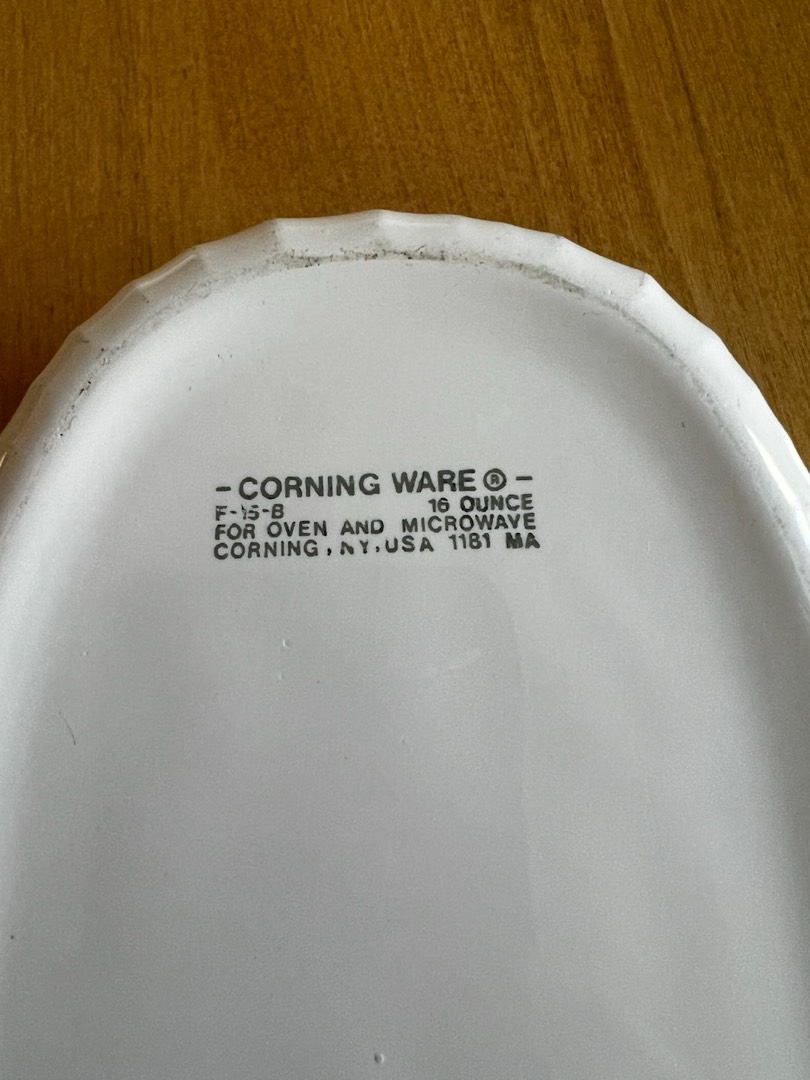 - CORNING WARE ® -
F-15-B 16 OUNCE
FOR OVEN AND MICROWAVE
CORNING, NY, USA 1181 MA